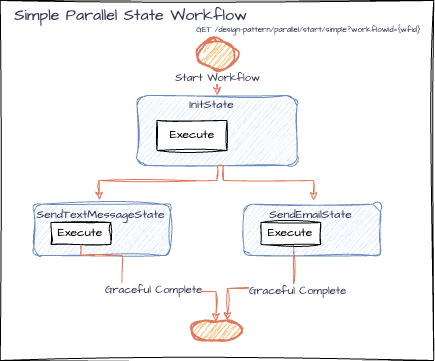 Simple Parallel State Workflow
GET /design-pattern/parallel/start/simple?workflowId={wfid}
Start Workflow
InitState
Execute
SendTextMessageState
Execute
SendEmailState
Execute
Graceful Complete
Graceful Complete